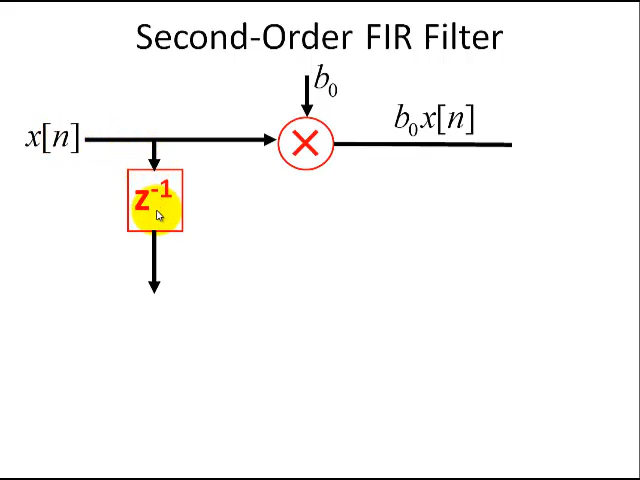 Second-Order FIR Filter
b₀
x[n]
b₀x[n]
z⁻¹